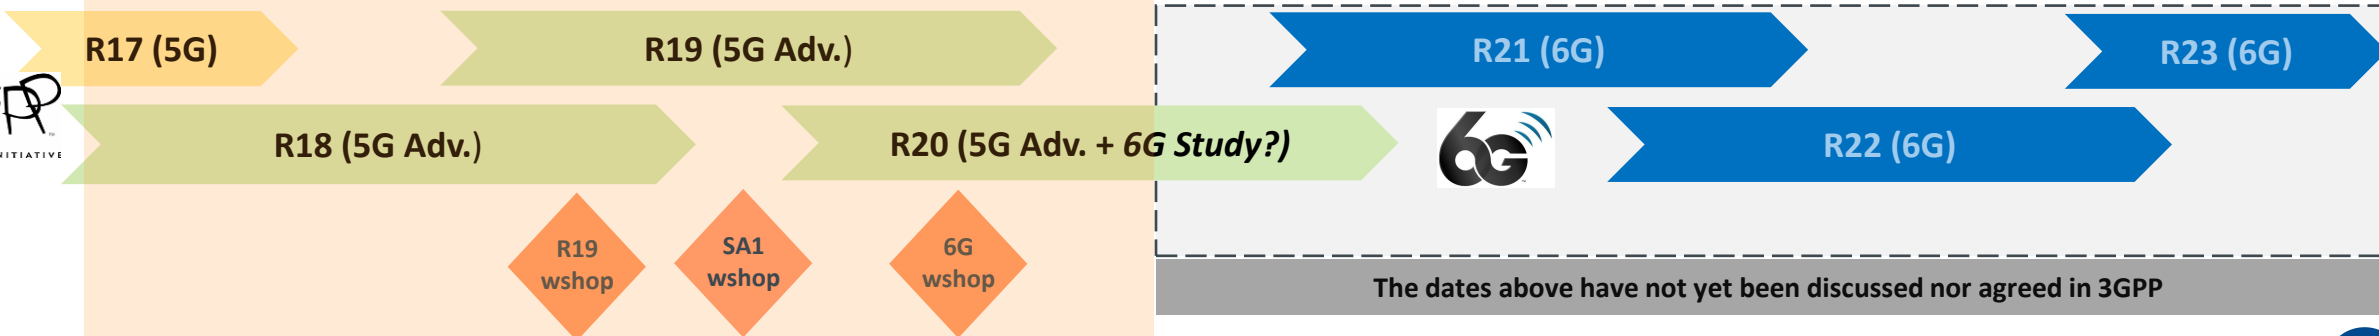 R17 (5G)
R19 (5G Adv.)
R21 (6G)
R23 (6G)
R18 (5G Adv.)
R20 (5G Adv. + 6G Study?)
6G
R22 (6G)
R19
wshop
SA1
wshop
6G
wshop
The dates above have not yet been discussed nor agreed in 3GPP